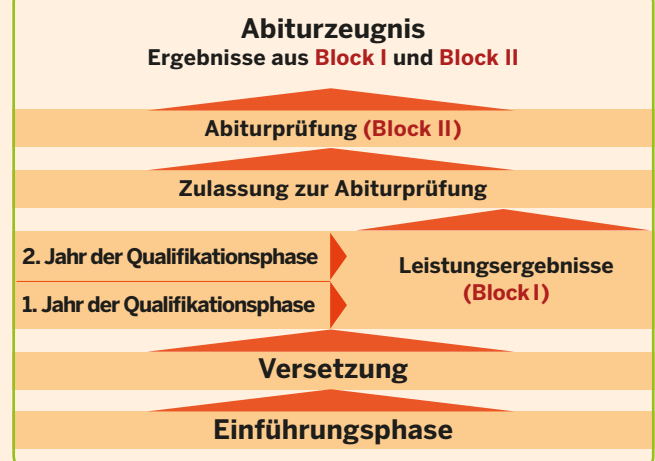 Abiturzeugnis
Ergebnisse aus Block I und Block II
Abiturprüfung (Block II)
Zulassung zur Abiturprüfung
2. Jahr der Qualifikationsphase
1. Jahr der Qualifikationsphase
Leistungsergebnisse
(Block I)
Versetzung
Einführungsphase